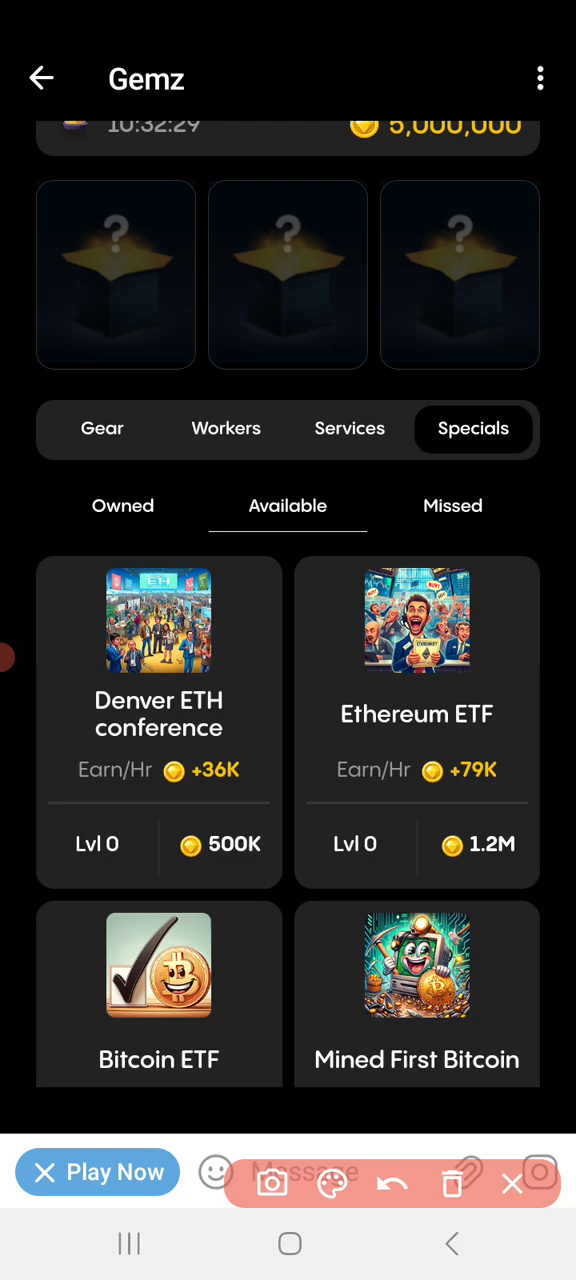 Gemz
10:32:29
5,000,000
?
?
?
Gear
Workers
Services
Specials
Owned
Available
Missed
ETH
Denver ETH
conference
Earn/Hr +36K
Lvl 0
500K
Ethereum ETF
Earn/Hr +79K
Lvl 0
1.2M
Bitcoin ETF
Mined First Bitcoin
Play Now
Message